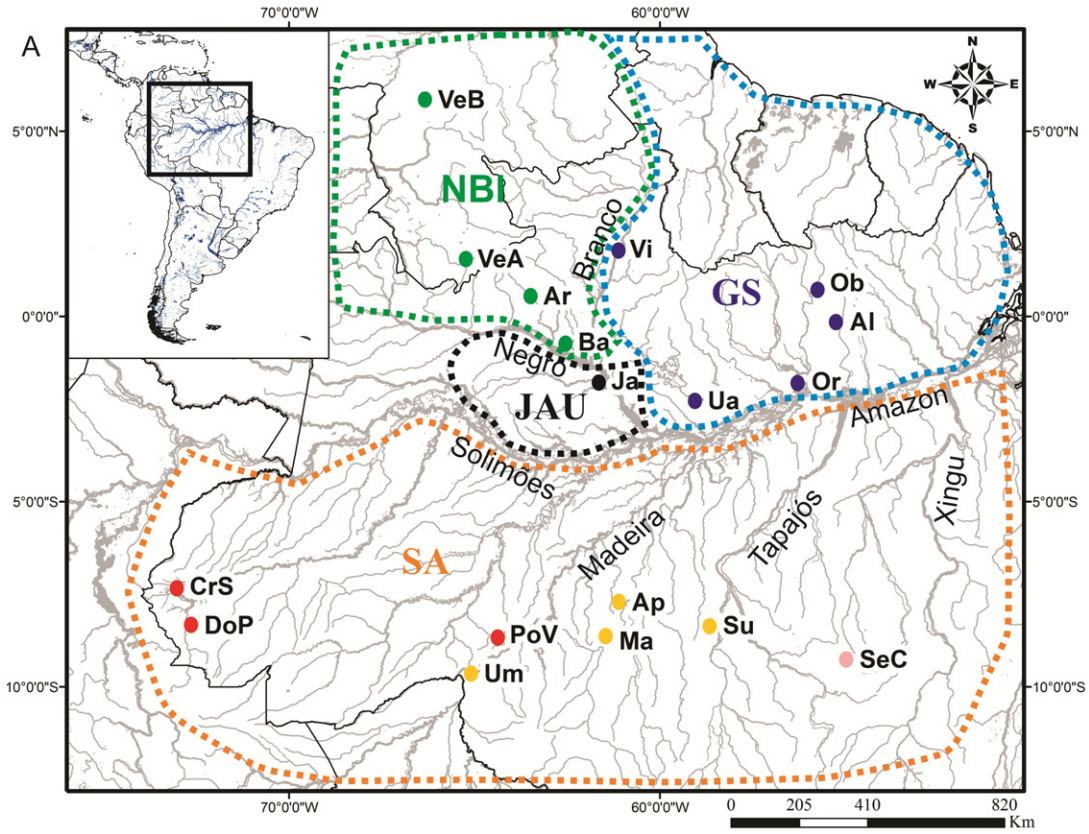 A
70°0'0"W
60°0'0"W
N
W
E
S
5°0'0"N
5°0'0"N
VeB
NBI
Branco
VeA
Vi
GS
Ob
Ar
0°0'0"
0°0'0"
Al
Ba
Negro
Ja
Or
JAU
Ua
Amazon
Solimões
5°0'0"S
5°0'0"S
Xingu
Tapajós
Madeira
SA
CrS
Ap
DoP
PoV
Ma
Su
SeC
Um
10°0'0"S
10°0'0"S
70°0'0"W
60°0'0"W
0 205 410 820
Km